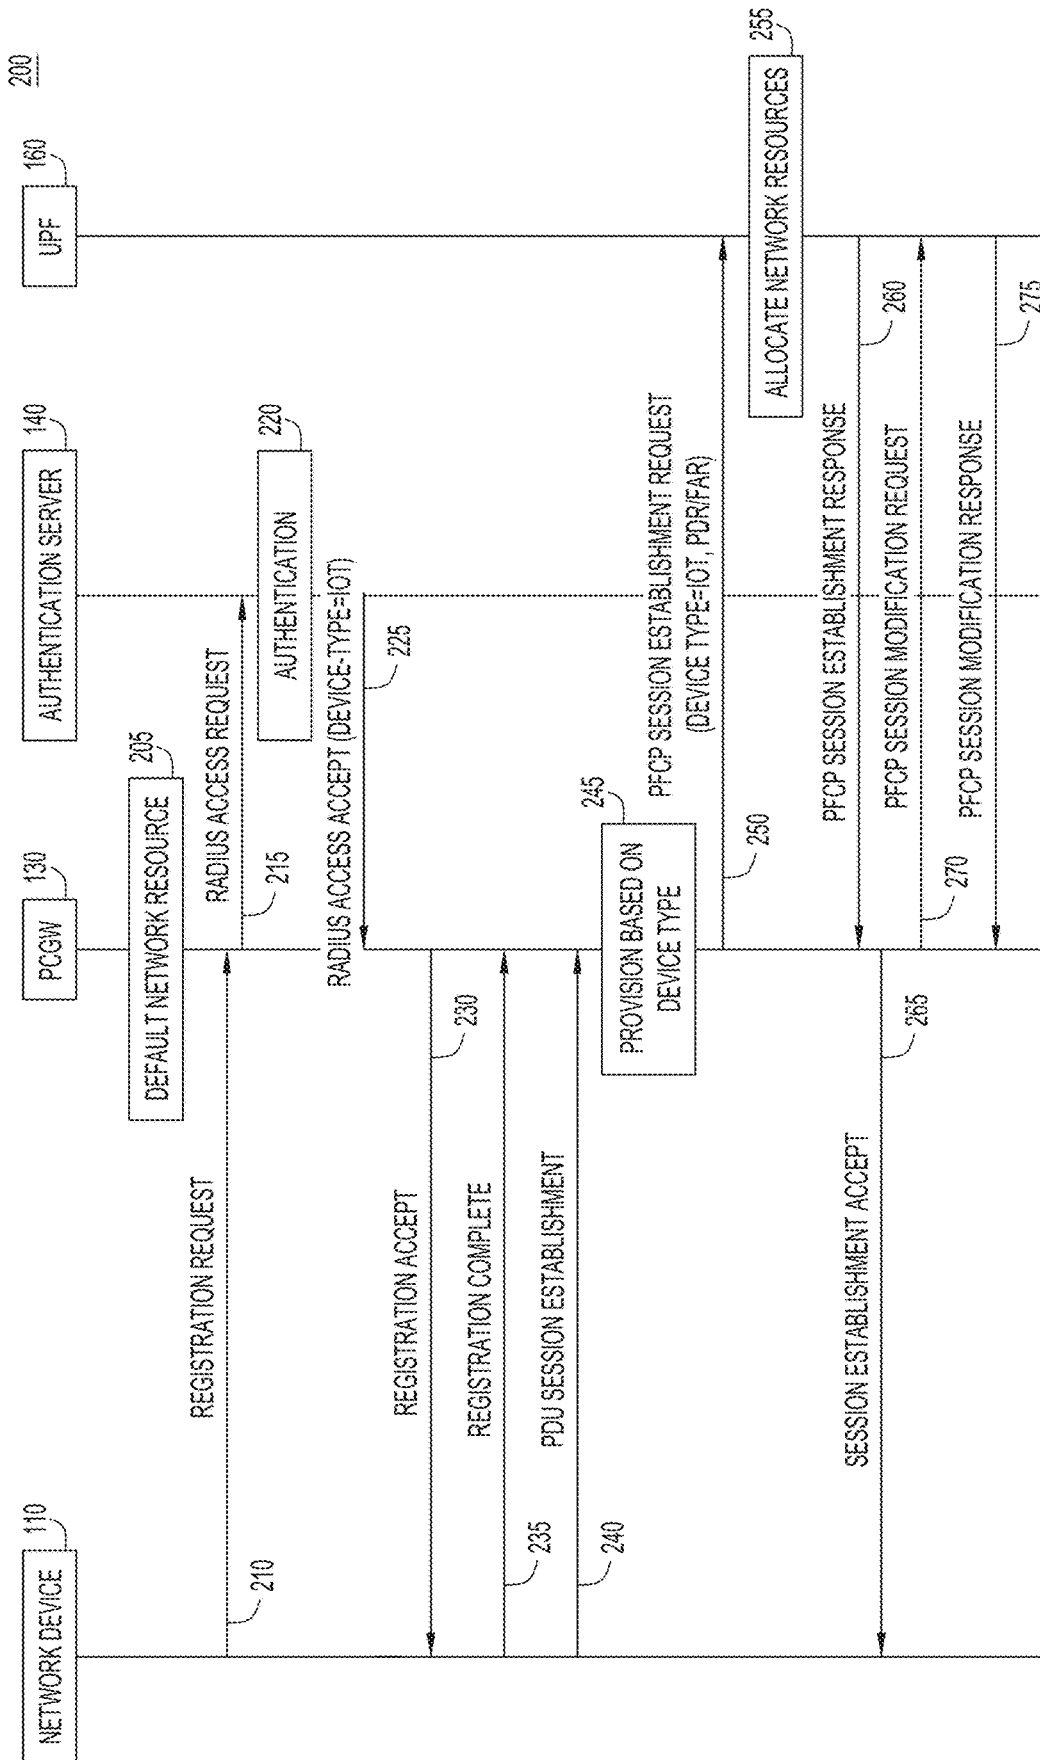 200
NETWORK DEVICE
110
PCGW
130
AUTHENTICATION SERVER
140
UPF
160
DEFAULT NETWORK RESOURCE
205
REGISTRATION REQUEST
210
RADIUS ACCESS REQUEST
215
AUTHENTICATION
220
RADIUS ACCESS ACCEPT (DEVICE-TYPE=IOT)
225
REGISTRATION ACCEPT
230
REGISTRATION COMPLETE
235
PDU SESSION ESTABLISHMENT
240
PROVISION BASED ON
DEVICE TYPE
245
PFCP SESSION ESTABLISHMENT REQUEST
(DEVICE TYPE=IOT, PDR/FAR)
250
ALLOCATE NETWORK RESOURCES
255
PFCP SESSION ESTABLISHMENT RESPONSE
260
SESSION ESTABLISHMENT ACCEPT
265
PFCP SESSION MODIFICATION REQUEST
270
PFCP SESSION MODIFICATION RESPONSE
275